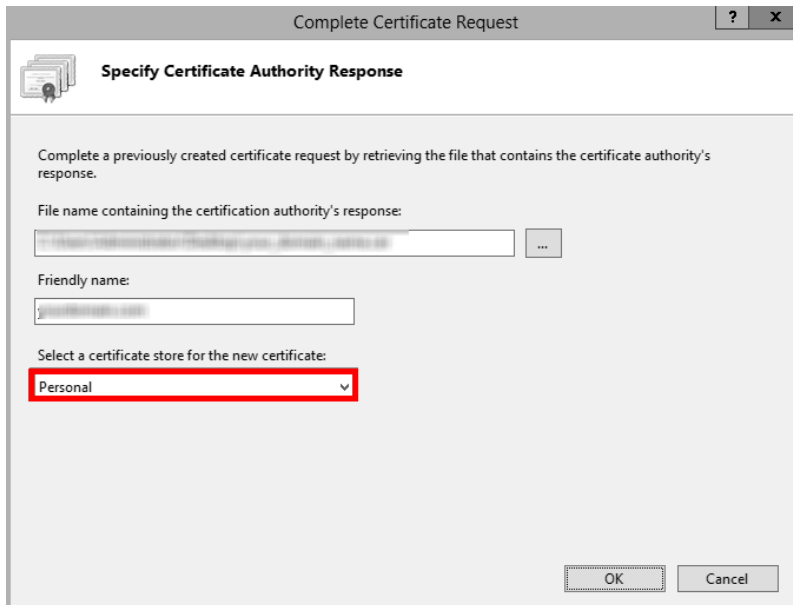 Complete Certificate Request
?
x
Specify Certificate Authority Response
Complete a previously created certificate request by retrieving the file that contains the certificate authority's
response.
File name containing the certification authority's response:
...
Friendly name:
Select a certificate store for the new certificate:
Personal
OK
Cancel